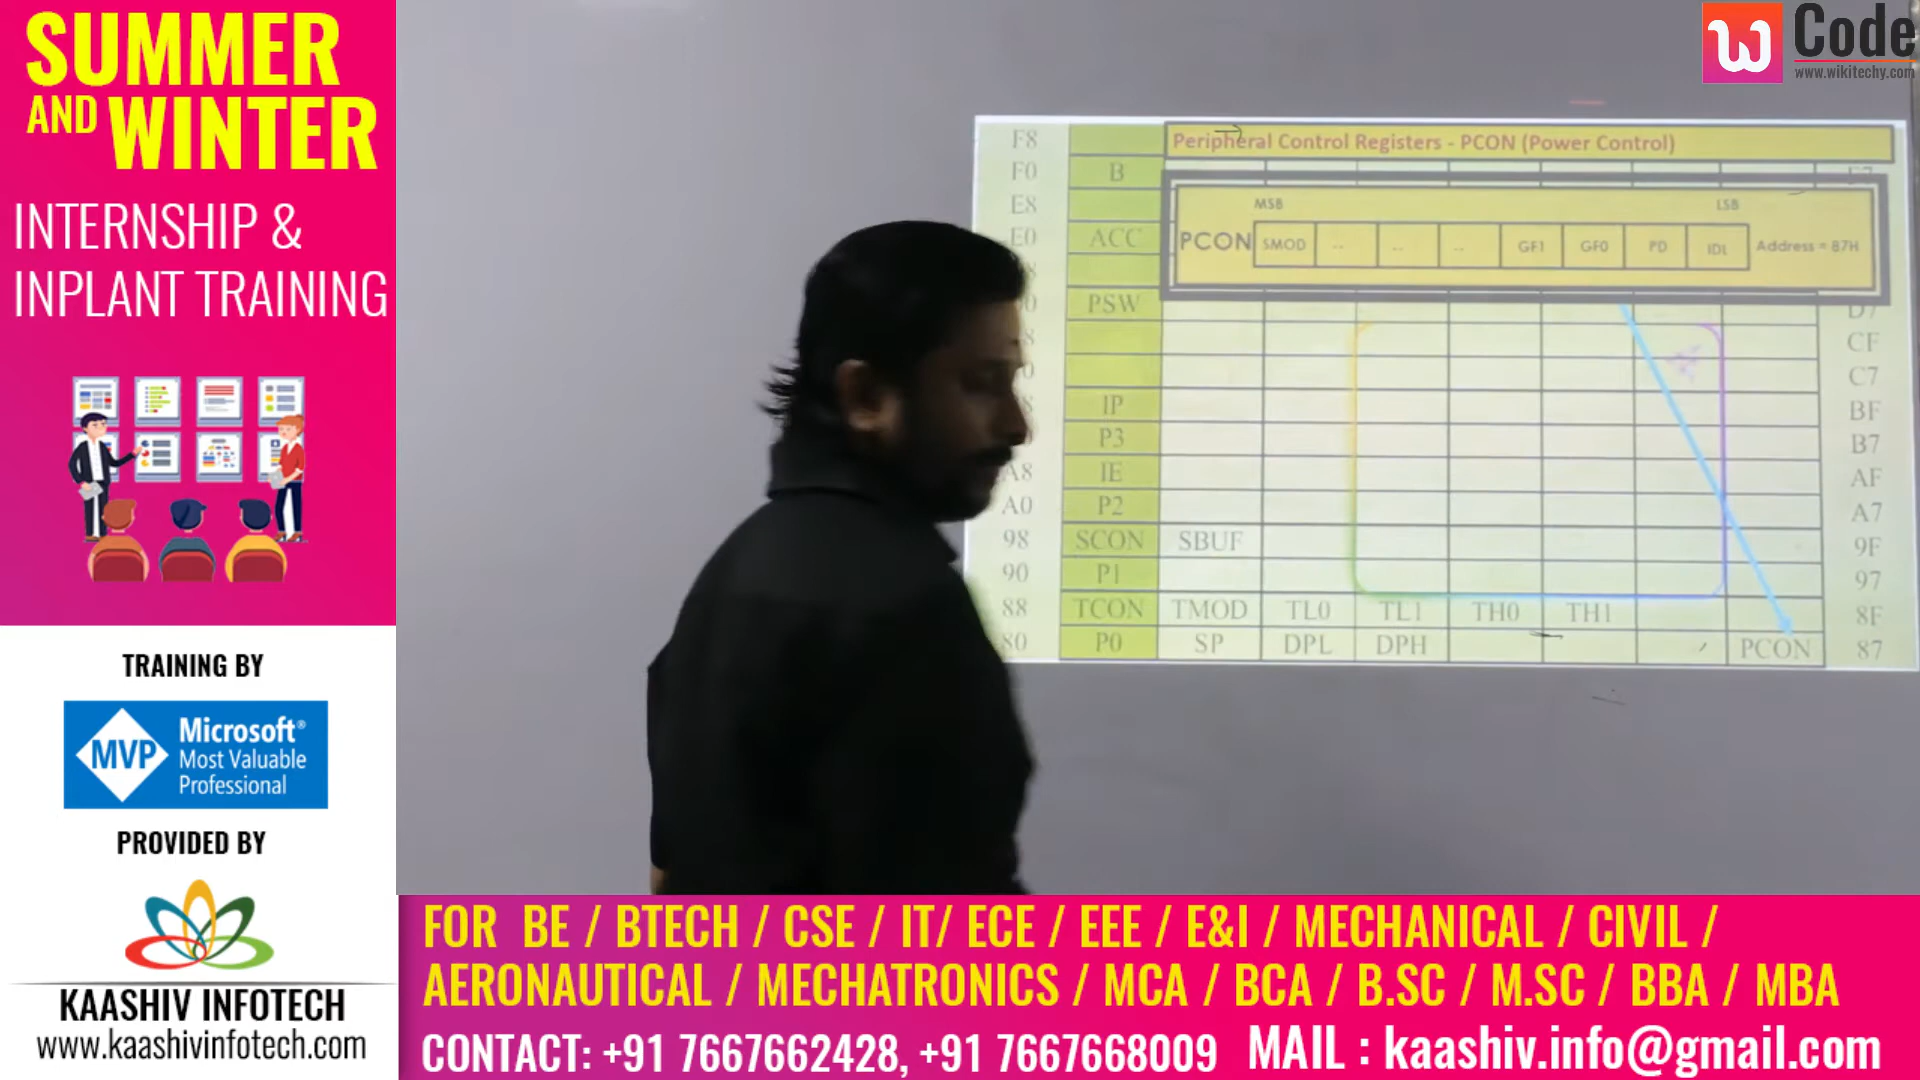 SUMMER
AND WINTER
INTERNSHIP &
INPLANT TRAINING
TRAINING BY
MVP
Microsoft®
Most Valuable
Professional
PROVIDED BY
KAASHIV INFOTECH
www.kaashivinfotech.com
W Code
www.wikitechy.com
Peripheral Control Registers - PCON (Power Control)
F8
F0 B
E8
MSB LSB
E0 ACC
PCON SMOD -- -- -- GF1 GF0 PD IDL Address = 87H
PSW D7
CF
C7
IP BF
P3 B7
A8 IE AF
A0 P2 A7
98 SCON SBUF 9F
90 P1 97
88 TCON TMOD TL0 TL1 TH0 TH1 8F
80 P0 SP DPL DPH PCON 87
FOR BE / BTECH / CSE / IT/ ECE / EEE / E&I / MECHANICAL / CIVIL /
AERONAUTICAL / MECHATRONICS / MCA / BCA / B.SC / M.SC / BBA / MBA
CONTACT: +91 7667662428, +91 7667668009 MAIL : kaashiv.info@gmail.com